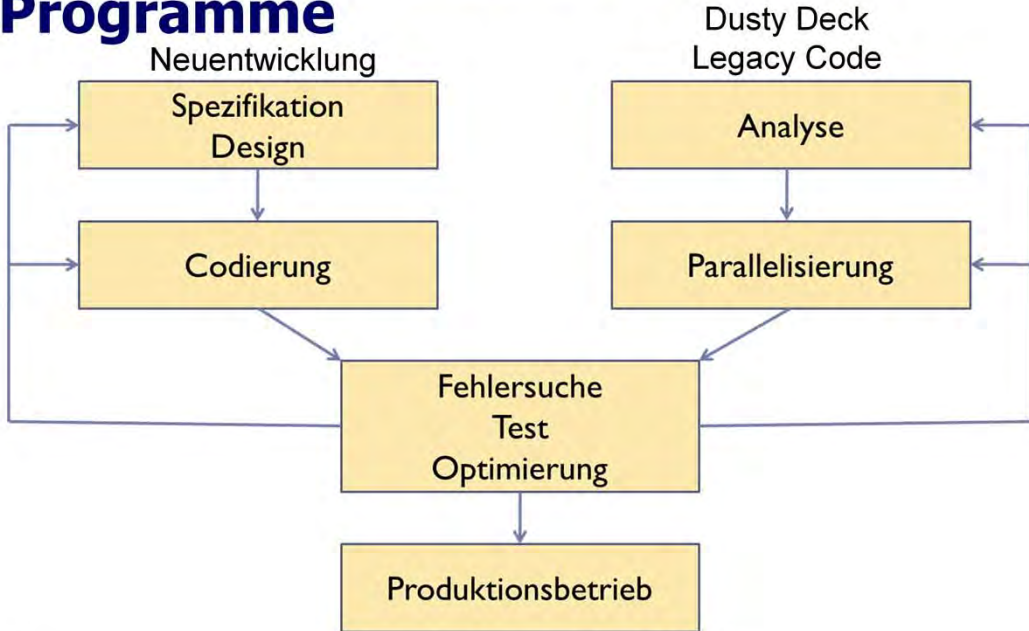 Programme
Neuentwicklung
Spezifikation
Design
Codierung
Dusty Deck
Legacy Code
Analyse
Parallelisierung
Fehlersuche
Test
Optimierung
Produktionsbetrieb